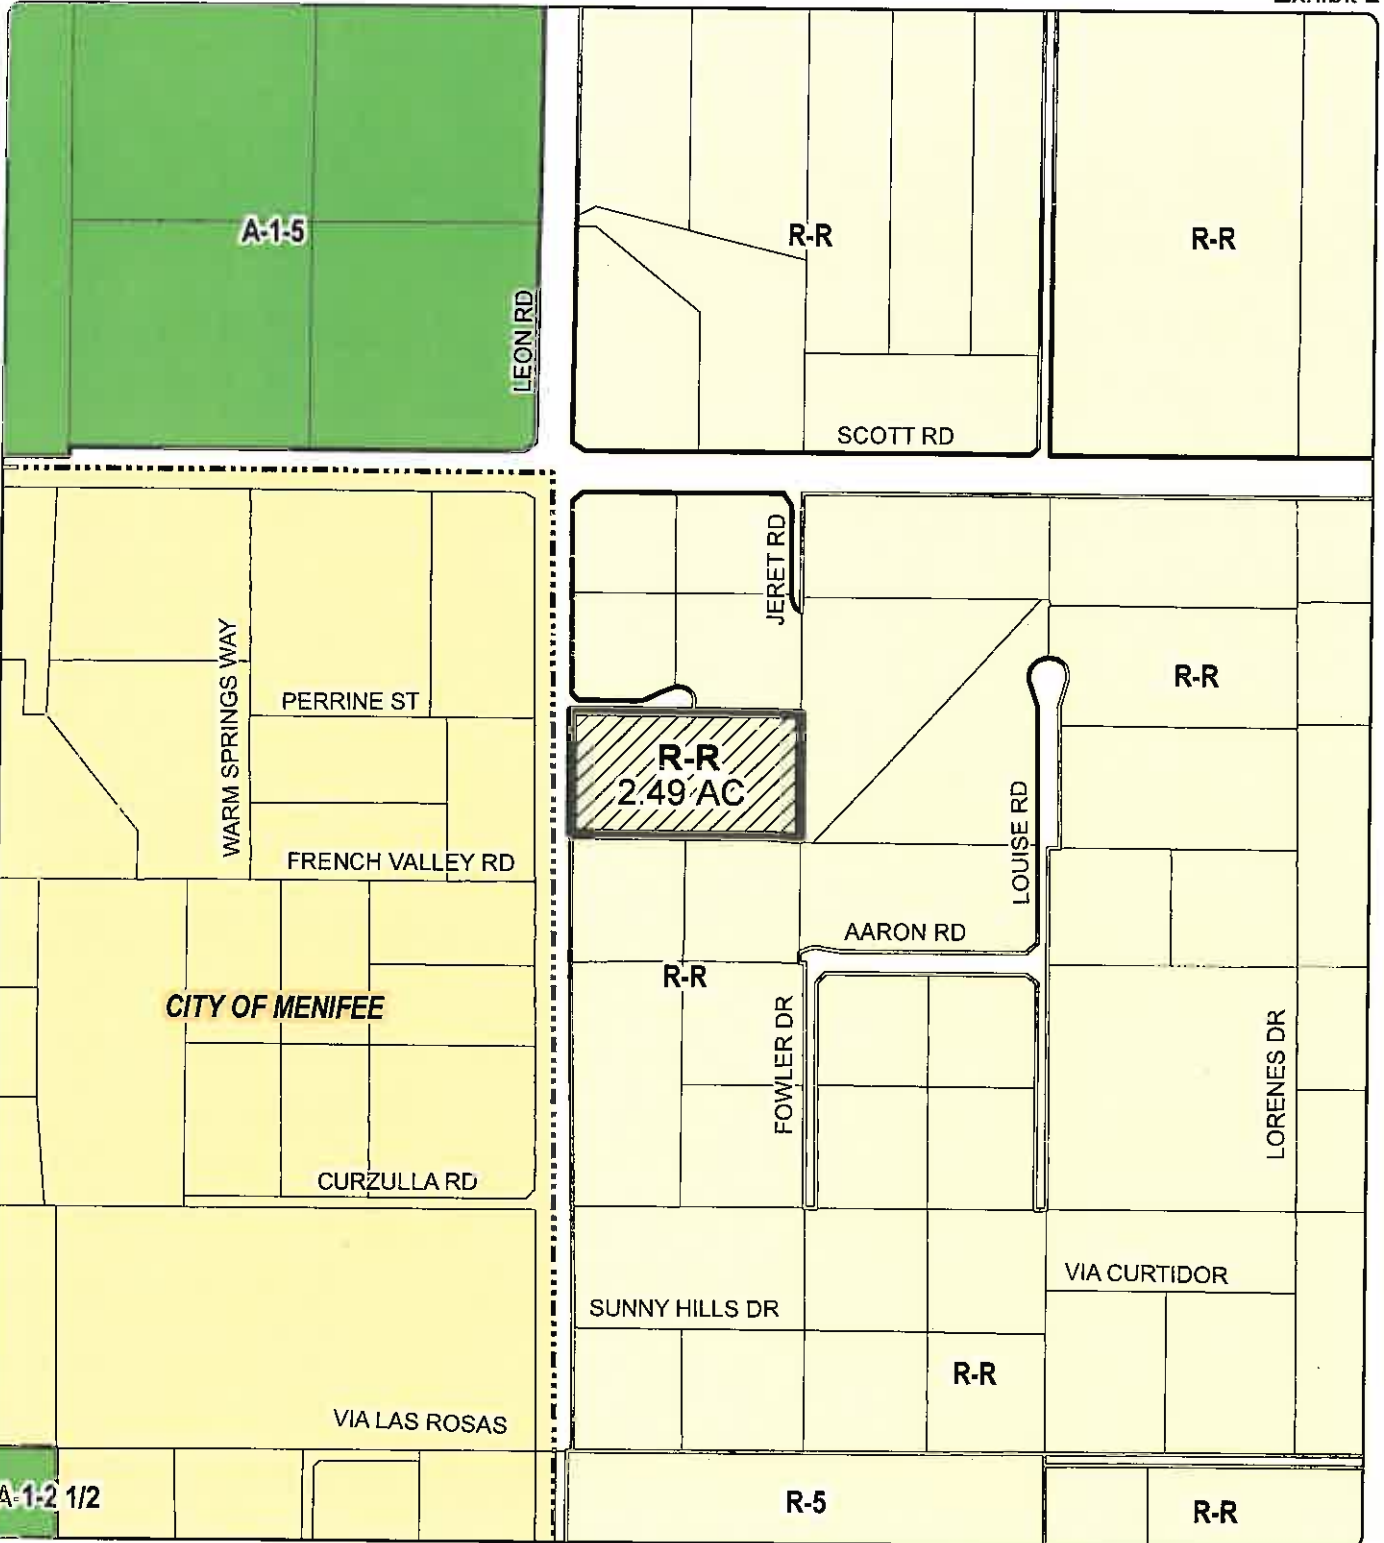 A-1-5
R-R
R-R
LEON RD
SCOTT RD
JERET RD
WARM SPRINGS WAY
PERRINE ST
R-R
R-R
2.49 AC
LOUISE RD
FRENCH VALLEY RD
AARON RD
R-R
CITY OF MENIFEE
FOWLER DR
LORENES DR
CURZULLA RD
VIA CURTIDOR
SUNNY HILLS DR
R-R
VIA LAS ROSAS
A-1-2 1/2
R-5
R-R